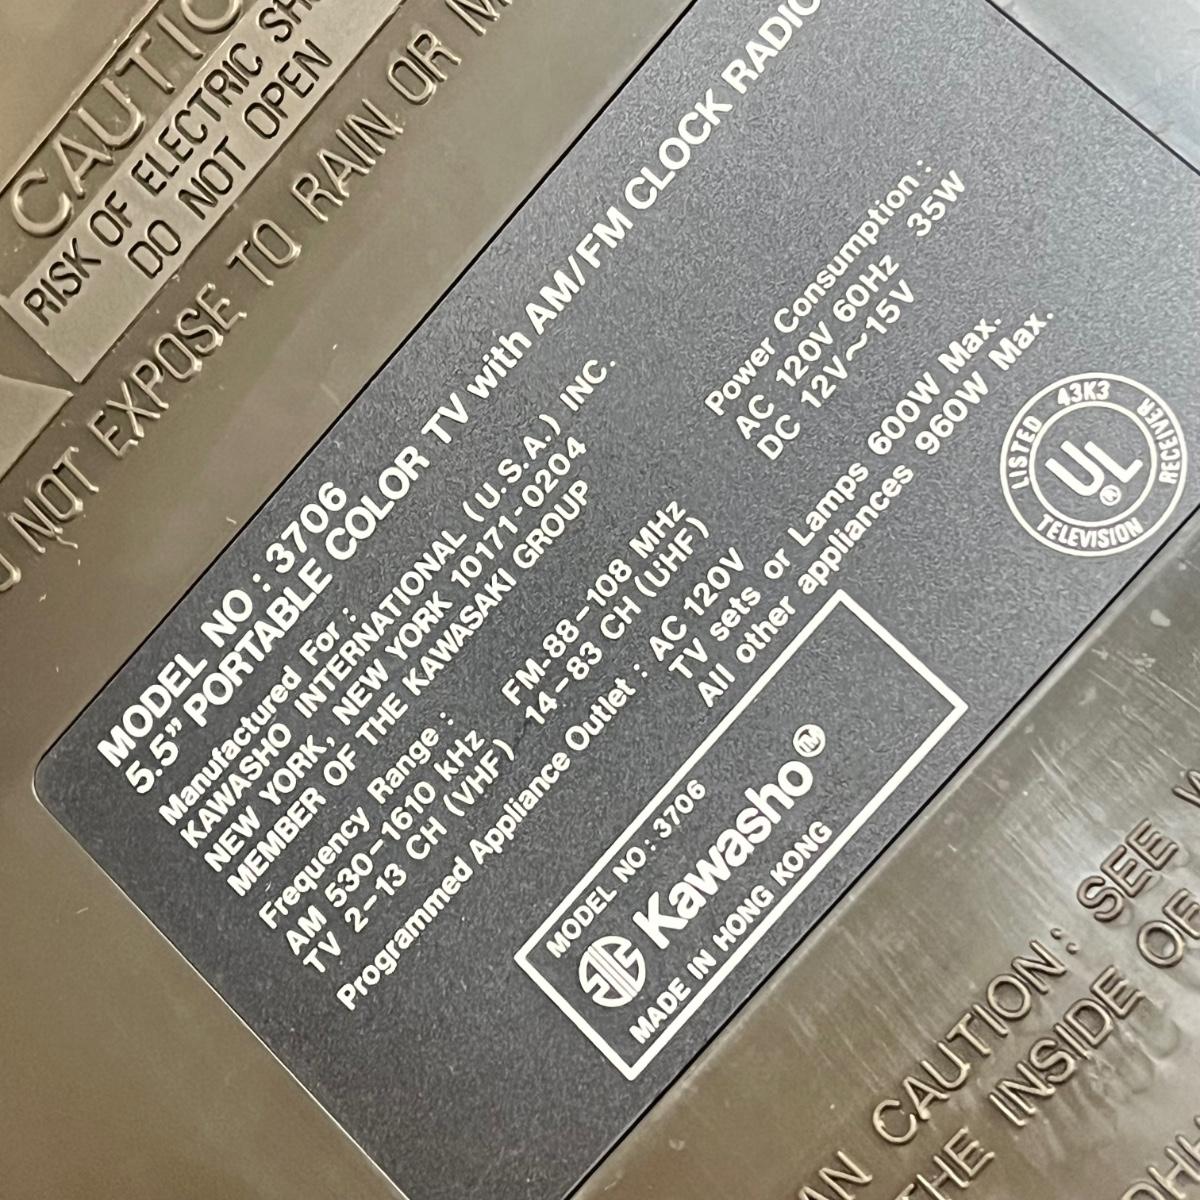 CAUTIO
RISK OF ELECTRIC SH
DO NOT OPEN
NOT EXPOSE TO RAIN OR M
MODEL NO : 3706
5.5" PORTABLE COLOR TV with AM/FM CLOCK RADIO
Manufactured For :
KAWASHO INTERNATIONAL (U.S.A.) INC.
NEW YORK, NEW YORK 10171-0204
MEMBER OF THE KAWASAKI GROUP
Frequency Range :
AM 530-1610 kHz FM-88-108 MHz
TV 2-13 CH (VHF) 14-83 CH (UHF)
Power Consumption :
AC 120V 60Hz 35W
DC 12V~15V
Programmed Appliance Outlet : AC 120V
TV sets or Lamps 600W Max.
All other appliances 960W Max.
LISTED 43K3 RECEIVER
UL®
TELEVISION
MODEL NO : 3706
Kawasho TM
MADE IN HONG KONG
AN CAUTION: SEE
THE INSIDE OF